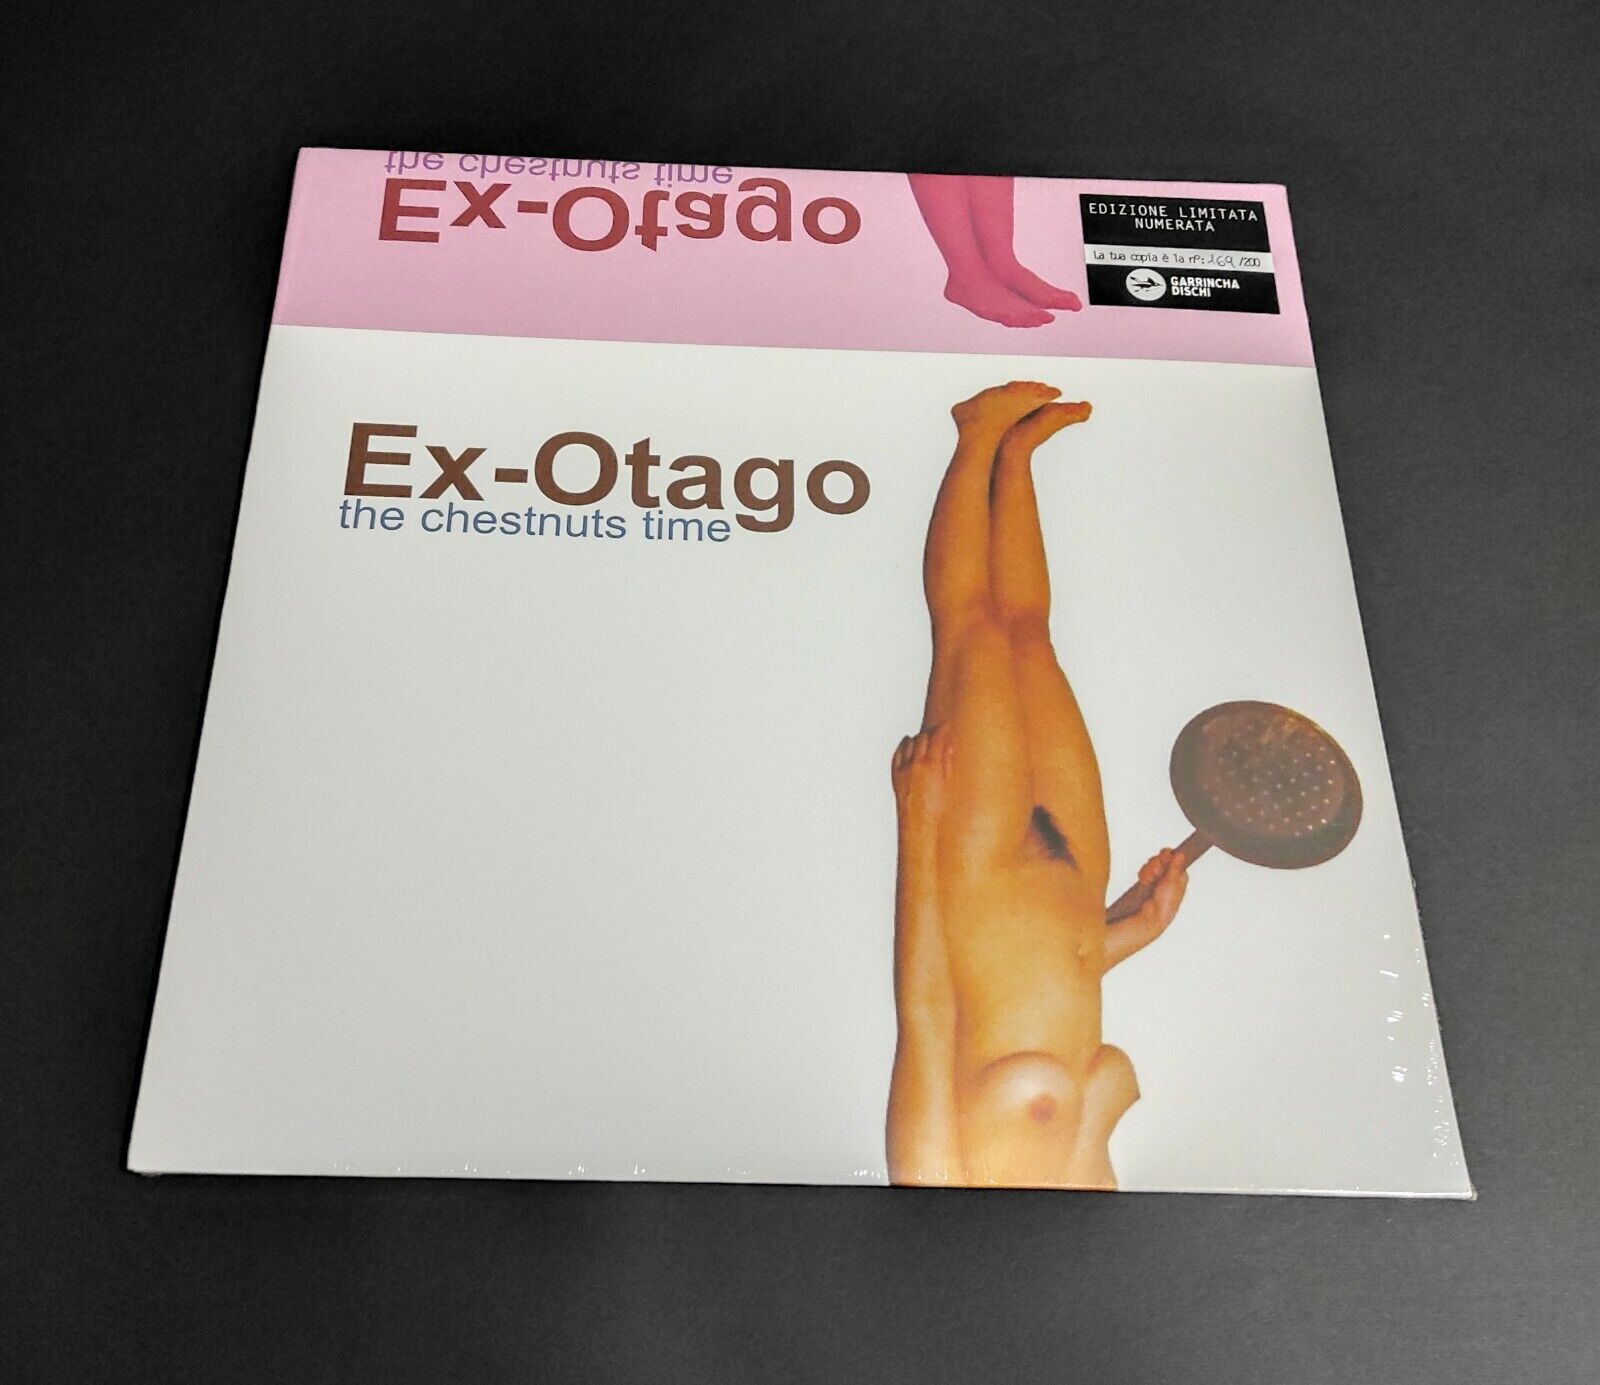 the chestnuts time
Ex-Otago
EDIZIONE LIMITATA
NUMERATA
La tua copia è la n°: 169 /200
GARRINCHA
DISCHI
Ex-Otago
the chestnuts time